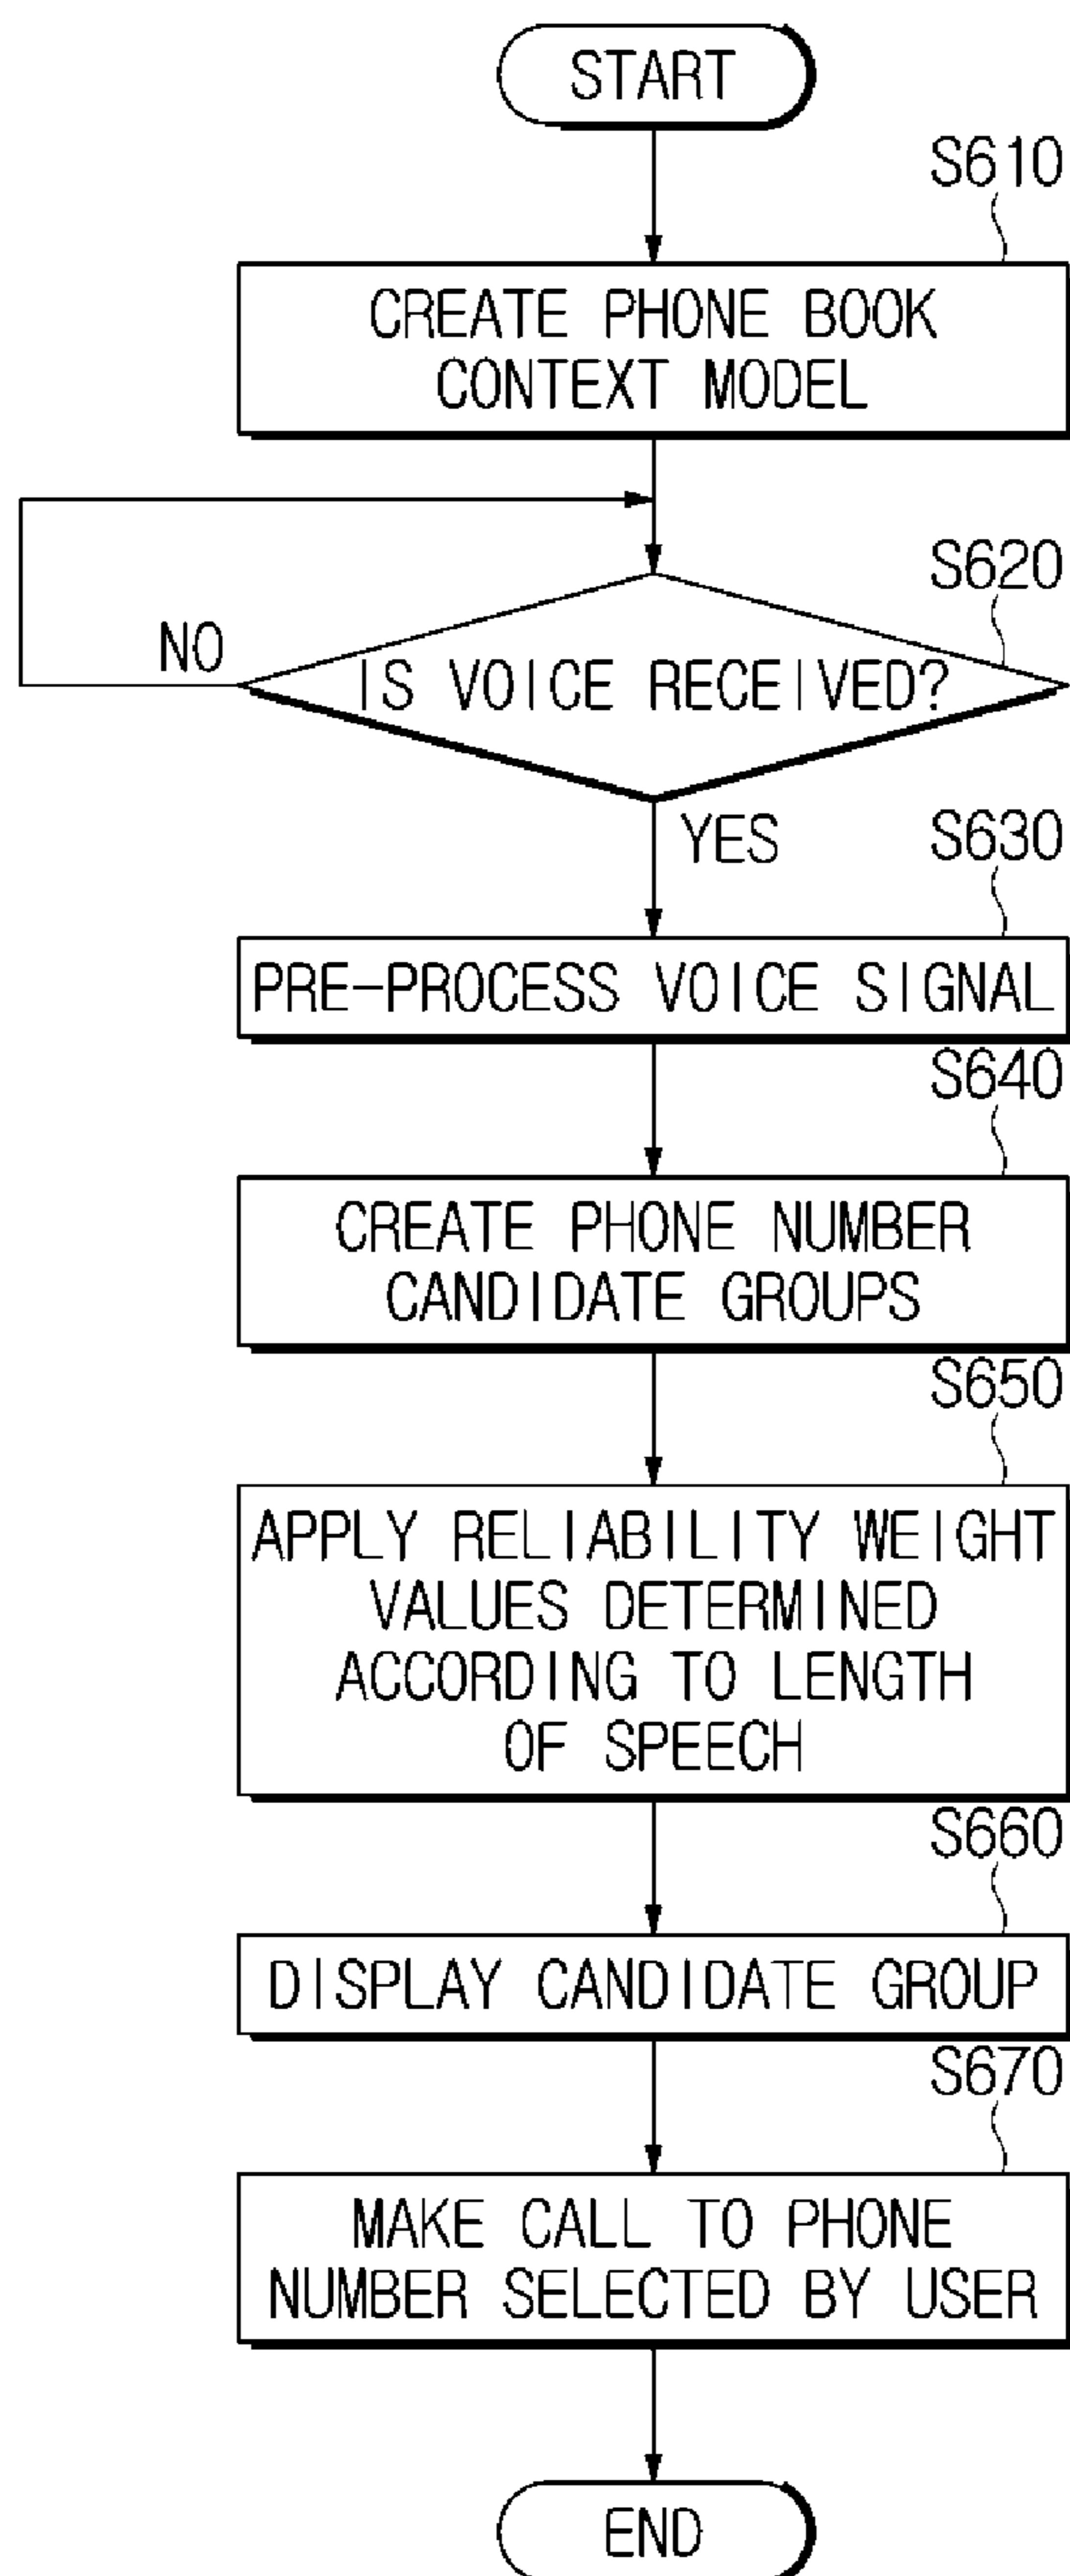 START
S610
CREATE PHONE BOOK
CONTEXT MODEL
S620
NO
IS VOICE RECEIVED?
YES
S630
PRE-PROCESS VOICE SIGNAL
S640
CREATE PHONE NUMBER
CANDIDATE GROUPS
S650
APPLY RELIABILITY WEIGHT
VALUES DETERMINED
ACCORDING TO LENGTH
OF SPEECH
S660
DISPLAY CANDIDATE GROUP
S670
MAKE CALL TO PHONE
NUMBER SELECTED BY USER
END